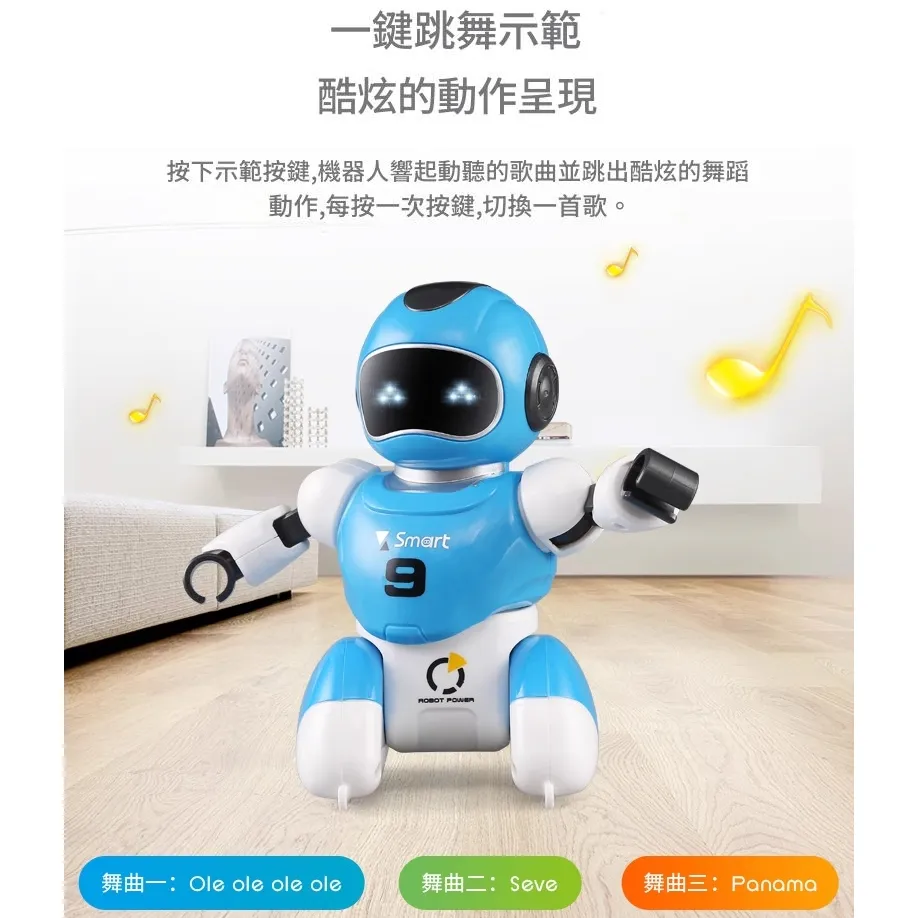 一鍵跳舞示範
酷炫的動作呈現
按下示範按鍵,機器人響起動聽的歌曲並跳出酷炫的舞蹈
動作,每按一次按鍵,切換一首歌。
Smart
9
ROBOT POWER
舞曲一：Ole ole ole ole
舞曲二：Seve
舞曲三：Panama